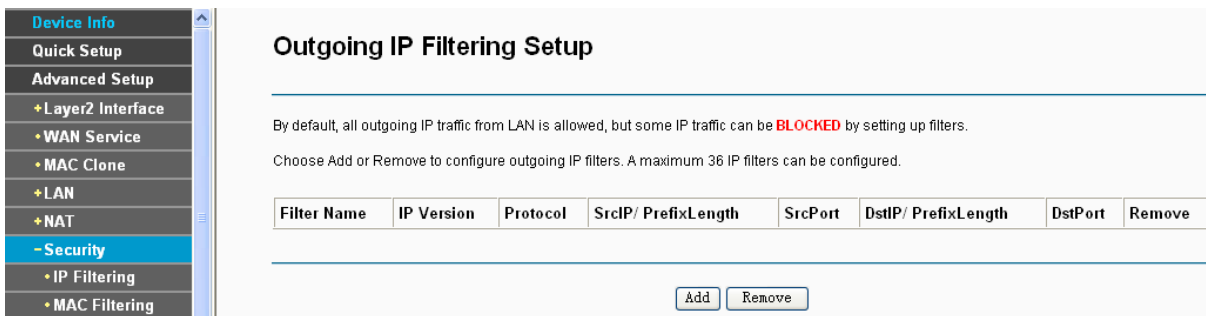 Device Info
Quick Setup
Advanced Setup
+Layer2 Interface
•WAN Service
•MAC Clone
+LAN
+NAT
−Security
•IP Filtering
•MAC Filtering
Outgoing IP Filtering Setup
By default, all outgoing IP traffic from LAN is allowed, but some IP traffic can be BLOCKED by setting up filters.
Choose Add or Remove to configure outgoing IP filters. A maximum 36 IP filters can be configured.
Filter Name IP Version Protocol SrcIP/ PrefixLength SrcPort DstIP/ PrefixLength DstPort Remove
Add Remove